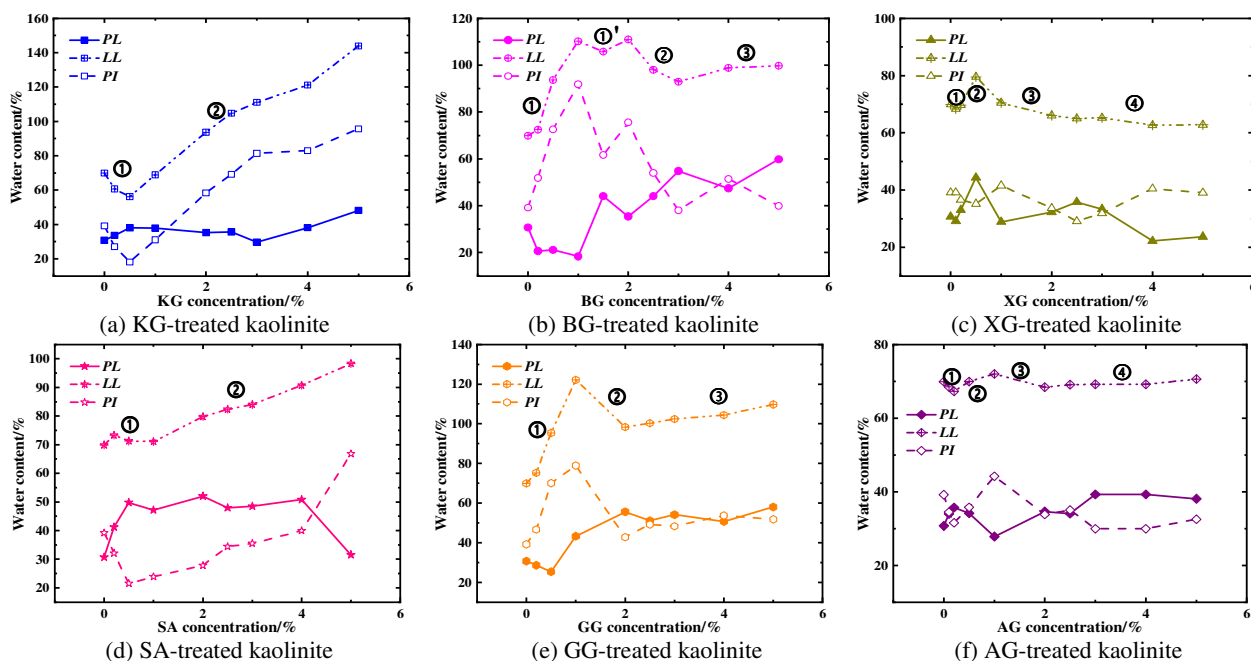 160
140
120
100
80
60
40
20
Water content/%
PL
LL
PI
①
②
0 2 4 6
KG concentration/%
(a) KG-treated kaolinite
120
100
80
60
40
20
Water content/%
PL
LL
PI
①
①'
②
③
0 2 4 6
BG concentration/%
(b) BG-treated kaolinite
100
80
60
40
20
Water content/%
PL
LL
PI
①
②
③
④
0 2 4 6
XG concentration/%
(c) XG-treated kaolinite
100
90
80
70
60
50
40
30
20
Water content/%
PL
LL
PI
①
②
0 2 4 6
SA concentration/%
(d) SA-treated kaolinite
140
120
100
80
60
40
20
Water content/%
PL
LL
PI
①
②
③
0 2 4 6
GG concentration/%
(e) GG-treated kaolinite
80
60
40
20
Water content/%
①
②
③
④
PL
LL
PI
0 2 4 6
AG concentration/%
(f) AG-treated kaolinite